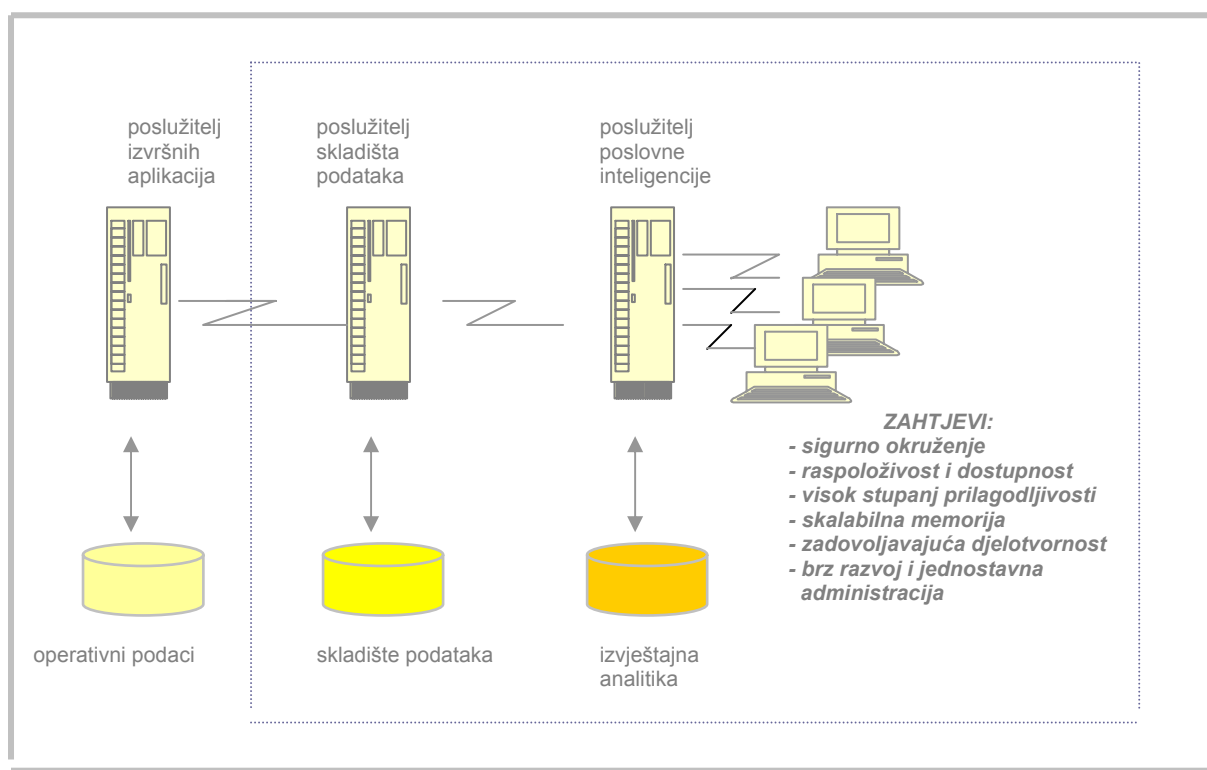 poslužitelj
izvršnih
aplikacija
poslužitelj
skladišta
podataka
poslužitelj
poslovne
inteligencije
ZAHTJEVI:
- sigurno okruženje
- raspoloživost i dostupnost
- visok stupanj prilagodljivosti
- skalabilna memorija
- zadovoljavajuća djelotvornost
- brz razvoj i jednostavna
administracija
operativni podaci
skladište podataka
izvještajna
analitika